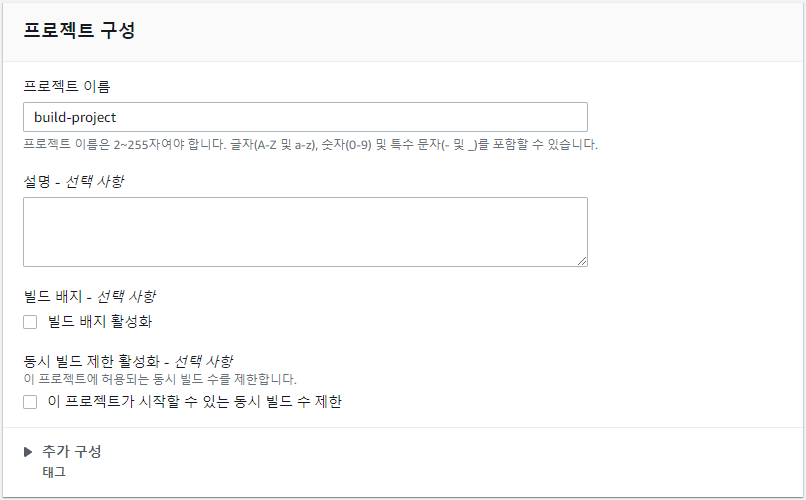 프로젝트 구성
프로젝트 이름
build-project
프로젝트 이름은 2~255자여야 합니다. 글자(A-Z 및 a-z), 숫자(0-9) 및 특수 문자(- 및 _)를 포함할 수 있습니다.
설명 - 선택 사항
빌드 배지 - 선택 사항
빌드 배지 활성화
동시 빌드 제한 활성화 - 선택 사항
이 프로젝트에 허용되는 동시 빌드 수를 제한합니다.
이 프로젝트가 시작할 수 있는 동시 빌드 수 제한
추가 구성
태그